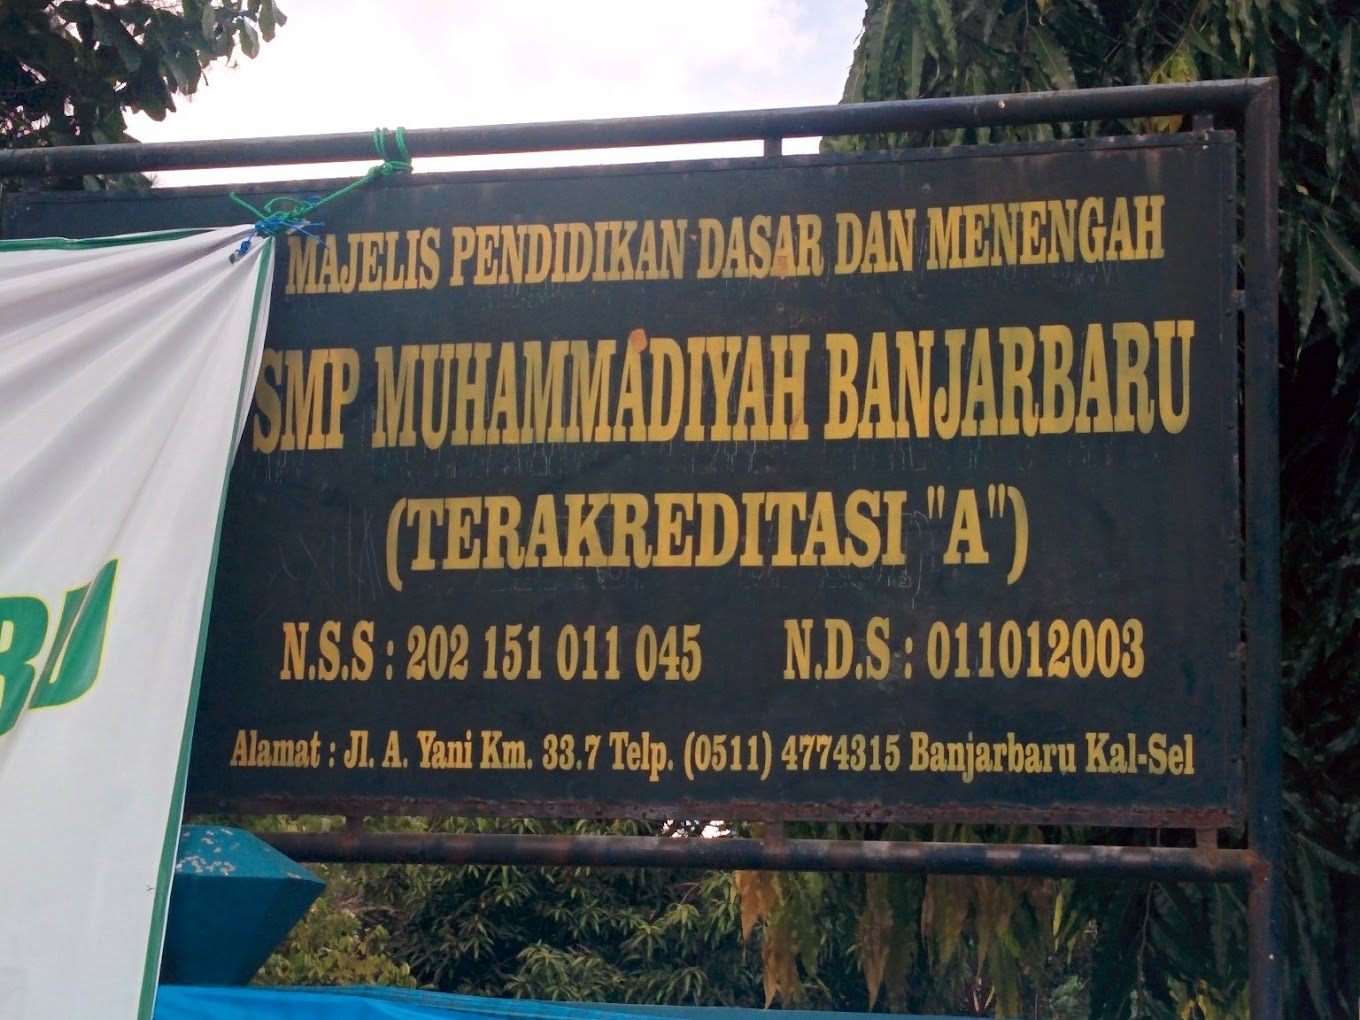 MAJELIS PENDIDIKAN DASAR DAN MENENGAH
SMP MUHAMMADIYAH BANJARBARU
(TERAKREDITASI "A")
N.S.S : 202 151 011 045 N.D.S : 011012003
Alamat : Jl. A. Yani Km. 33.7 Telp. (0511) 4774315 Banjarbaru Kal-Sel